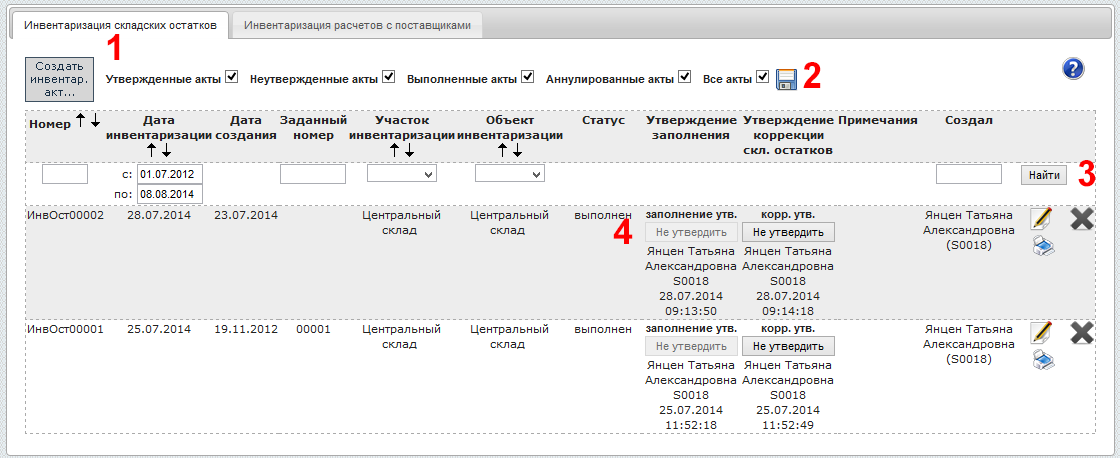 Инвентаризация складских остатков
Инвентаризация расчетов с поставщиками
1
Создать
инвентар.
акт...
Утвержденные акты
Неутвержденные акты
Выполненные акты
Аннулированные акты
Все акты
2
?
Номер
Дата
инвентаризации
Дата
создания
Заданный
номер
Участок
инвентаризации
Объект
инвентаризации
Статус
Утверждение
заполнения
Утверждение
коррекции
скл. остатков
Примечания
Создал
с: 01.07.2012
по: 08.08.2014
Найти
3
ИнвОст00002
28.07.2014
23.07.2014
Центральный
склад
Центральный
склад
выполнен
4
заполнение утв.
Не утвердить
Янцен Татьяна
Александровна
S0018
28.07.2014
09:13:50
корр. утв.
Не утвердить
Янцен Татьяна
Александровна
S0018
28.07.2014
09:14:18
Янцен Татьяна
Александровна
(S0018)
ИнвОст00001
25.07.2014
19.11.2012
00001
Центральный
склад
Центральный
склад
выполнен
заполнение утв.
Не утвердить
Янцен Татьяна
Александровна
S0018
25.07.2014
11:52:18
корр. утв.
Не утвердить
Янцен Татьяна
Александровна
S0018
25.07.2014
11:52:49
Янцен Татьяна
Александровна
(S0018)